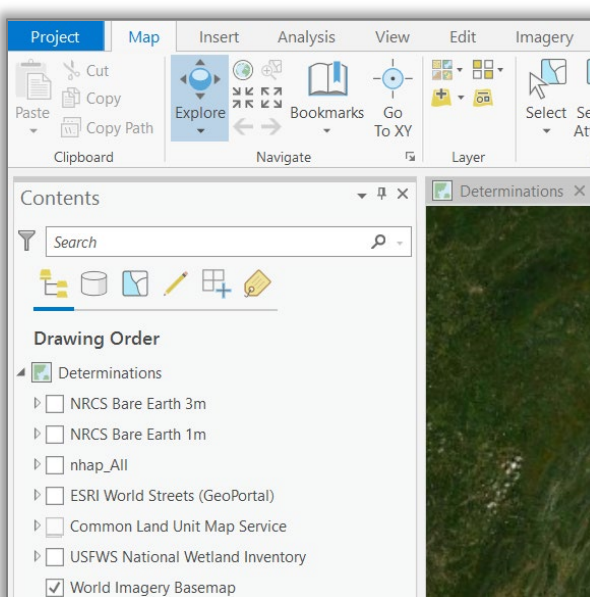 Project Map Insert Analysis View Edit Imagery
Cut
Copy
Copy Path
Paste
Explore
Bookmarks
Go
To XY
Select
Clipboard Navigate Layer
Contents
Determinations
Search
Drawing Order
Determinations
NRCS Bare Earth 3m
NRCS Bare Earth 1m
nhap_All
ESRI World Streets (GeoPortal)
Common Land Unit Map Service
USFWS National Wetland Inventory
World Imagery Basemap